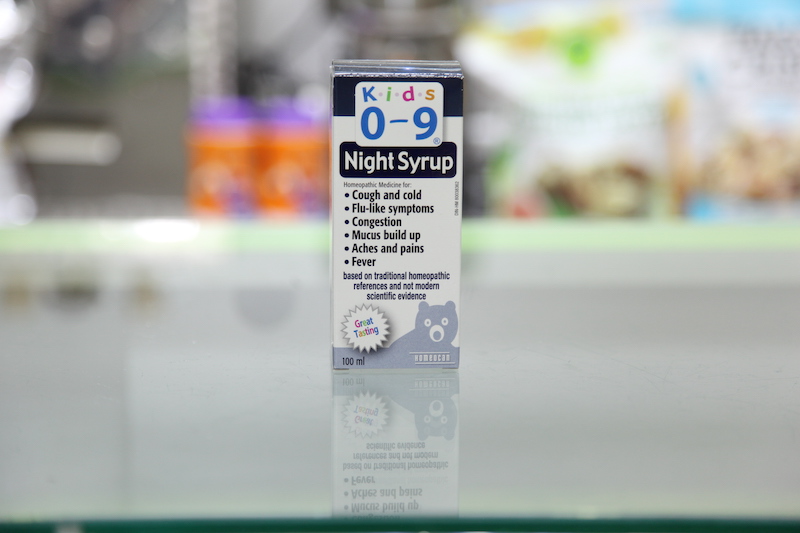 Kids
0-9®
Night Syrup
Homeopathic Medicine for:
• Cough and cold
• Flu-like symptoms
• Congestion
• Mucus build up
• Aches and pains
• Fever
based on traditional homeopathic
references and not modern
scientific evidence
Great
Tasting
100 ml
HOMEOCAN